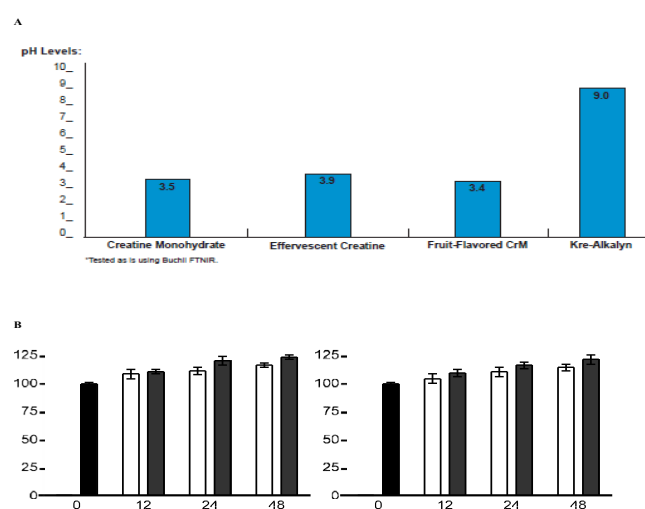 A
pH Levels:
10
9
8
7
6
5
4
3
2
1
0
3.5
3.9
3.4
9.0
Creatine Monohydrate
Effervescent Creatine
Fruit-Flavored CrM
Kre-Alkalyn
*Tested as is using Buchii FTNIR.
B
125
100
75
50
25
0
0 12 24 48
125
100
75
50
25
0
0 12 24 48